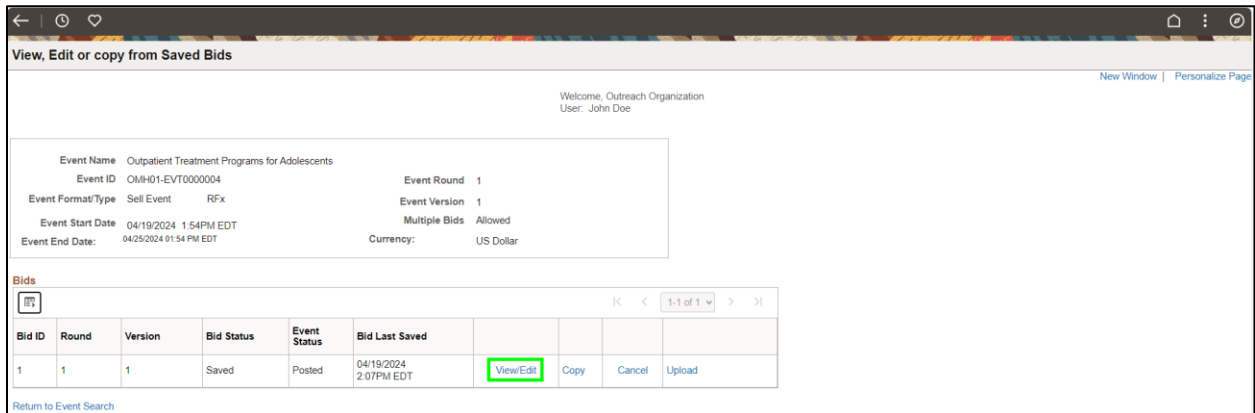 View, Edit or copy from Saved Bids
New Window | Personalize Page
Welcome, Outreach Organization
User: John Doe
Event Name Outpatient Treatment Programs for Adolescents
Event ID OMH01-EVT0000004 Event Round 1
Event Format/Type Sell Event RFx Event Version 1
Event Start Date 04/19/2024 1:54PM EDT Multiple Bids Allowed
Event End Date: 04/25/2024 01:54 PM EDT Currency: US Dollar
Bids
1-1 of 1
Bid ID Round Version Bid Status Event Status Bid Last Saved
1 1 1 Saved Posted 04/19/2024 2:07PM EDT View/Edit Copy Cancel Upload
Return to Event Search